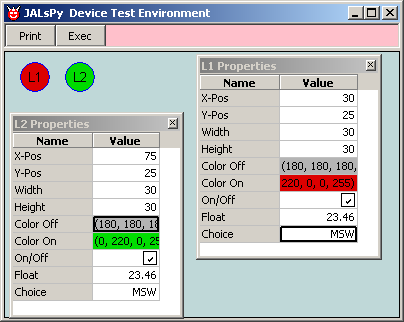 JALsPy Device Test Environment
Print Exec
L1 L2
L1 Properties
Name Value
X-Pos 30
Y-Pos 25
Width 30
Height 30
Color Off (180, 180, 180,
Color On 220, 0, 0, 255)
On/Off
Float 23.46
Choice MSW
L2 Properties
Name Value
X-Pos 75
Y-Pos 25
Width 30
Height 30
Color Off (180, 180, 18
Color On (0, 220, 0, 25
On/Off
Float 23.46
Choice MSW